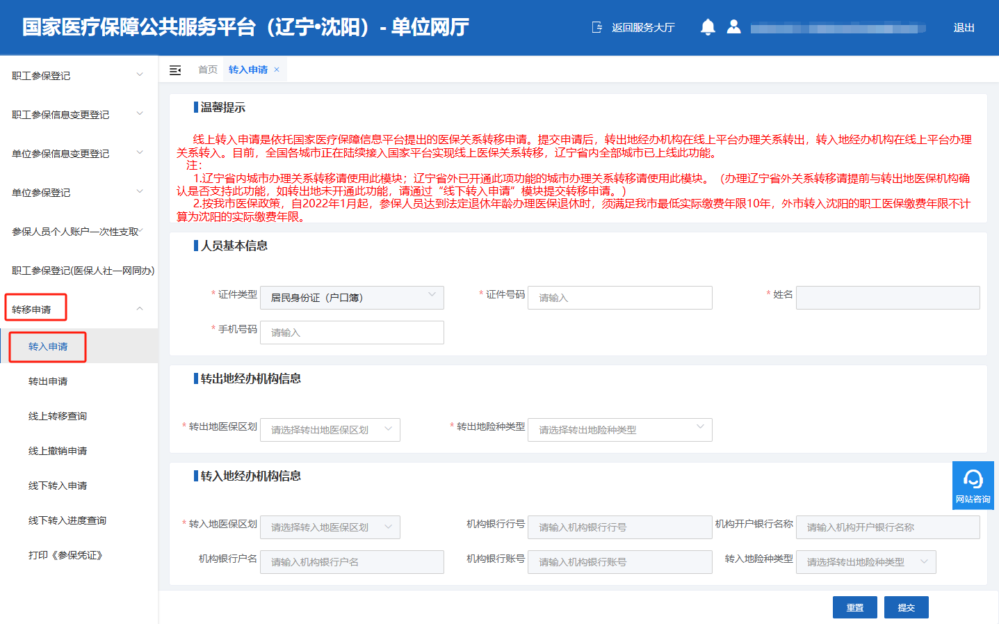 国家医疗保障公共服务平台（辽宁•沈阳）- 单位网厅
返回服务大厅
退出
职工参保登记
职工参保信息变更登记
单位参保信息变更登记
单位参保登记
参保人员个人账户一次性支取
职工参保登记(医保人社一网同办)
转移申请
转入申请
转出申请
线上转移查询
线上撤销申请
线下转入申请
线下转入进度查询
打印《参保凭证》
首页 转入申请 ×
温馨提示
线上转入申请是依托国家医疗保障信息平台提出的医保关系转移申请。提交申请后，转出地经办机构在线上平台办理关系转出，转入地经办机构在线上平台办理
关系转入。目前，全国各城市正在陆续接入国家平台实现线上医保关系转移，辽宁省内全部城市已上线此功能。
注：
1.辽宁省内城市办理关系转移请使用此模块；辽宁省外已开通此项功能的城市办理关系转移请使用此模块。（办理辽宁省外关系转移请提前与转出地医保机构确
认是否支持此功能，如转出地未开通此功能，请通过“线下转入申请”模块提交转移申请。）
2.按我市医保政策，自2022年1月起，参保人员达到法定退休年龄办理医保退休时，须满足我市最低实际缴费年限10年，外市转入沈阳的职工医保缴费年限不计
算为沈阳的实际缴费年限。
人员基本信息
* 证件类型 居民身份证（户口簿） * 证件号码 请输入 * 姓名
* 手机号码 请输入
转出地经办机构信息
* 转出地医保区划 请选择转出地医保区划 * 转出地险种类型 请选择转出地险种类型
转入地经办机构信息
* 转入地医保区划 请选择转入地医保区划 机构银行行号 请输入机构银行行号 机构开户银行名称 请输入机构开户银行名称
机构银行户名 请输入机构银行户名 机构银行账号 请输入机构银行账号 转入地险种类型 请选择转出地险种类型
网站咨询
重置 提交